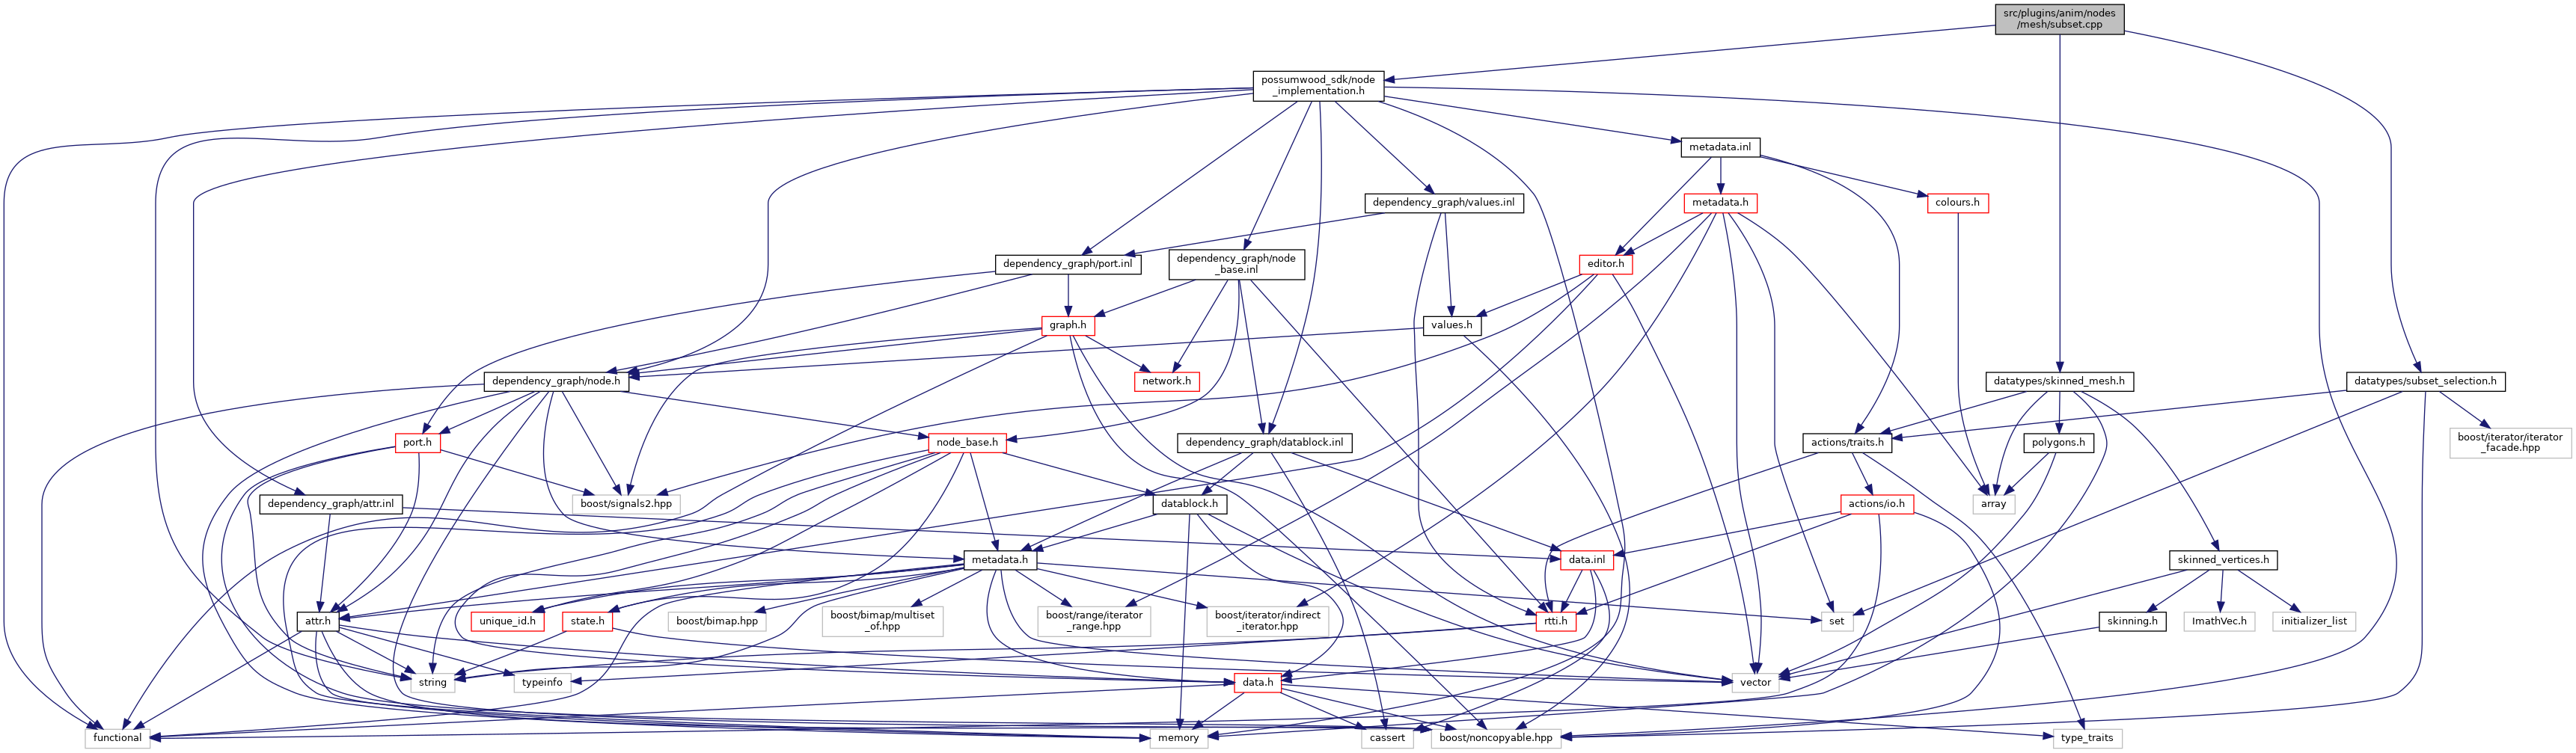 src/plugins/anim/nodes
/mesh/subset.cpp
possumwood_sdk/node
_implementation.h
metadata.inl
dependency_graph/values.inl
metadata.h
colours.h
dependency_graph/port.inl
dependency_graph/node
_base.inl
editor.h
graph.h
values.h
dependency_graph/node.h
network.h
datatypes/skinned_mesh.h
datatypes/subset_selection.h
port.h
node_base.h
dependency_graph/datablock.inl
actions/traits.h
polygons.h
boost/iterator/iterator
_facade.hpp
dependency_graph/attr.inl
boost/signals2.hpp
datablock.h
actions/io.h
array
metadata.h
data.inl
skinned_vertices.h
attr.h
unique_id.h
state.h
boost/bimap.hpp
boost/bimap/multiset
_of.hpp
boost/range/iterator
_range.hpp
boost/iterator/indirect
_iterator.hpp
rtti.h
set
skinning.h
ImathVec.h
initializer_list
string
typeinfo
data.h
vector
functional
memory
cassert
boost/noncopyable.hpp
type_traits